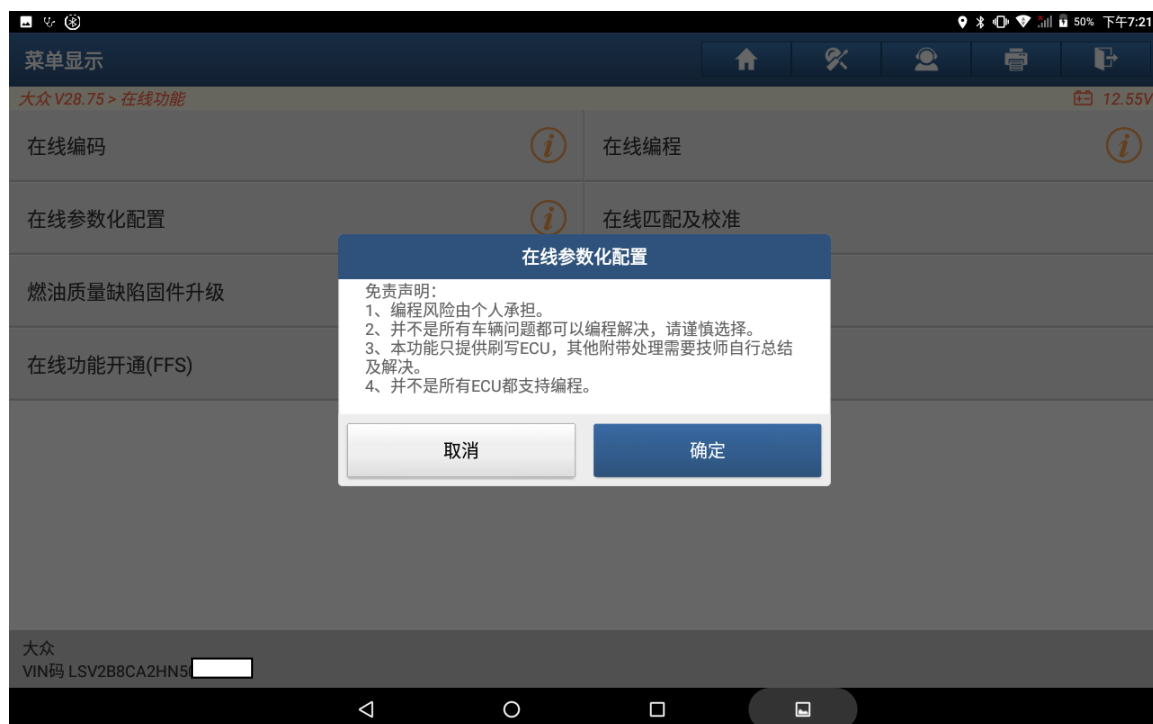 50% 下午7:21
菜单显示
大众 V28.75 > 在线功能
12.55V
在线编码
在线编程
在线参数化配置
在线匹配及校准
燃油质量缺陷固件升级
在线功能开通(FFS)
在线参数化配置
免责声明：
1、编程风险由个人承担。
2、并不是所有车辆问题都可以编程解决，请谨慎选择。
3、本功能只提供刷写ECU，其他附带处理需要技师自行总结
及解决。
4、并不是所有ECU都支持编程。
取消
确定
大众
VIN码 LSV2B8CA2HN5